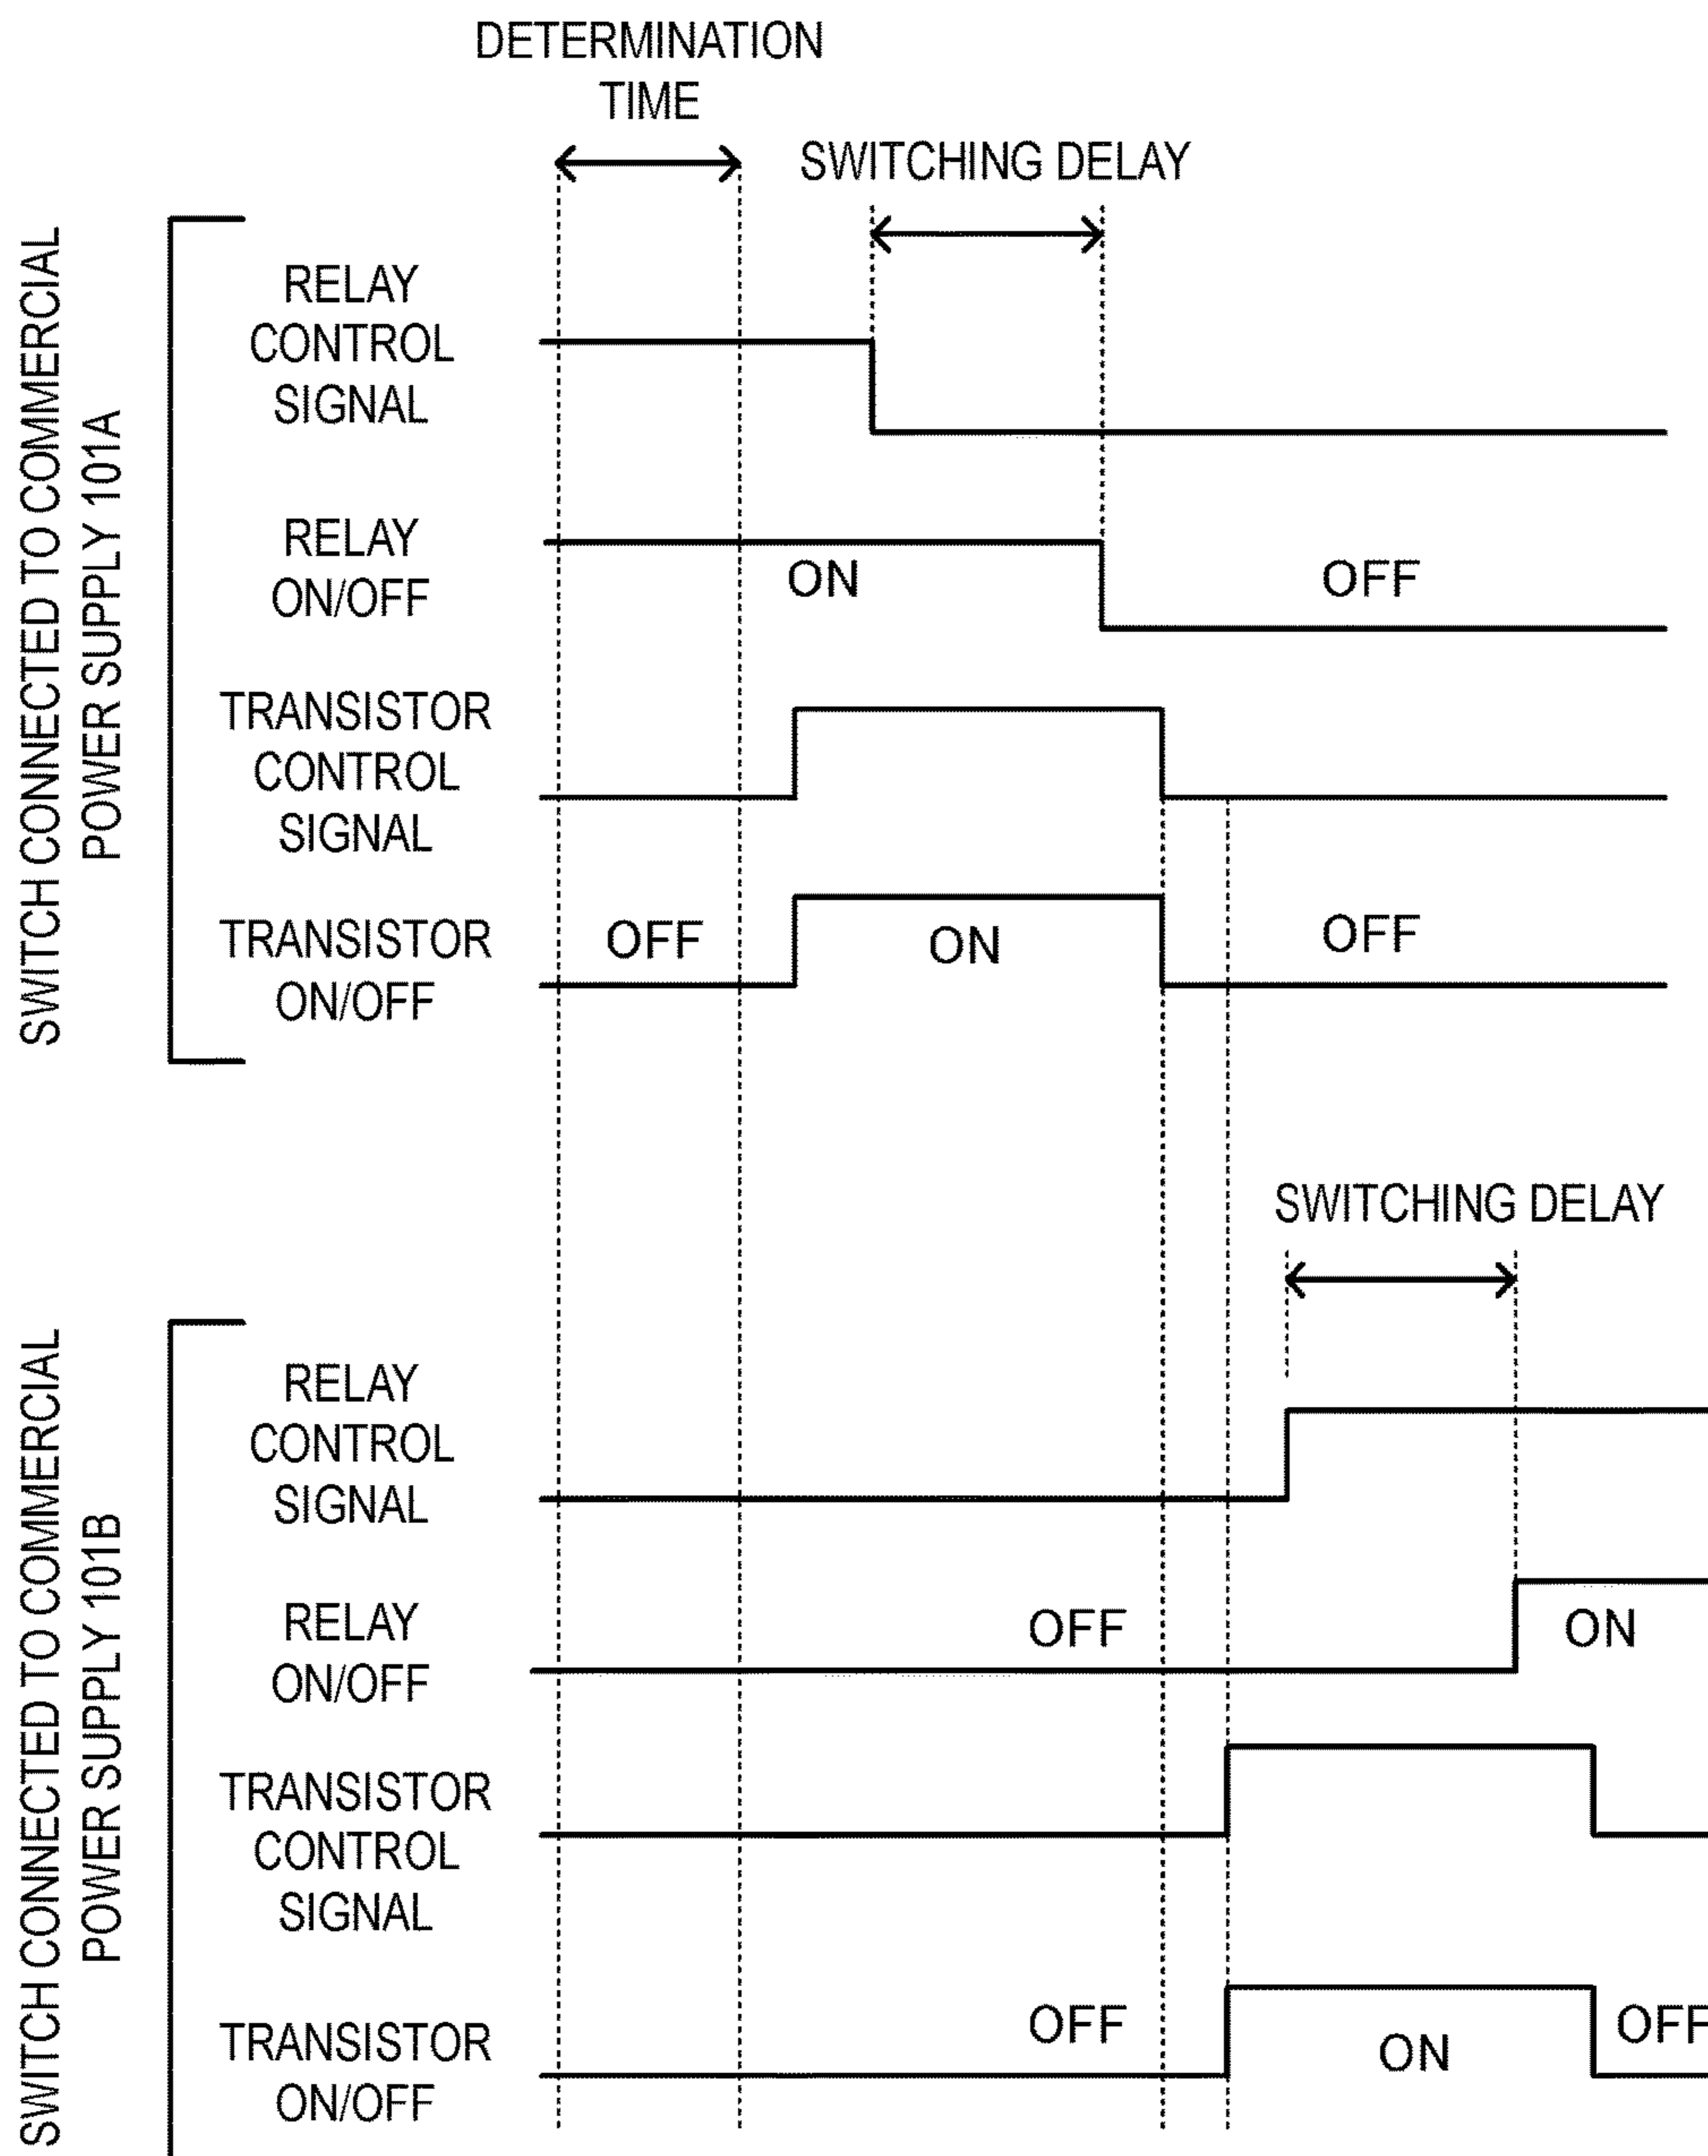 DETERMINATION
TIME
SWITCHING DELAY
SWITCH CONNECTED TO COMMERCIAL
POWER SUPPLY 101A
RELAY
CONTROL
SIGNAL
RELAY
ON/OFF
ON
OFF
TRANSISTOR
CONTROL
SIGNAL
TRANSISTOR
ON/OFF
OFF
ON
OFF
SWITCHING DELAY
SWITCH CONNECTED TO COMMERCIAL
POWER SUPPLY 101B
RELAY
CONTROL
SIGNAL
RELAY
ON/OFF
OFF
ON
TRANSISTOR
CONTROL
SIGNAL
TRANSISTOR
ON/OFF
OFF
ON
OFF